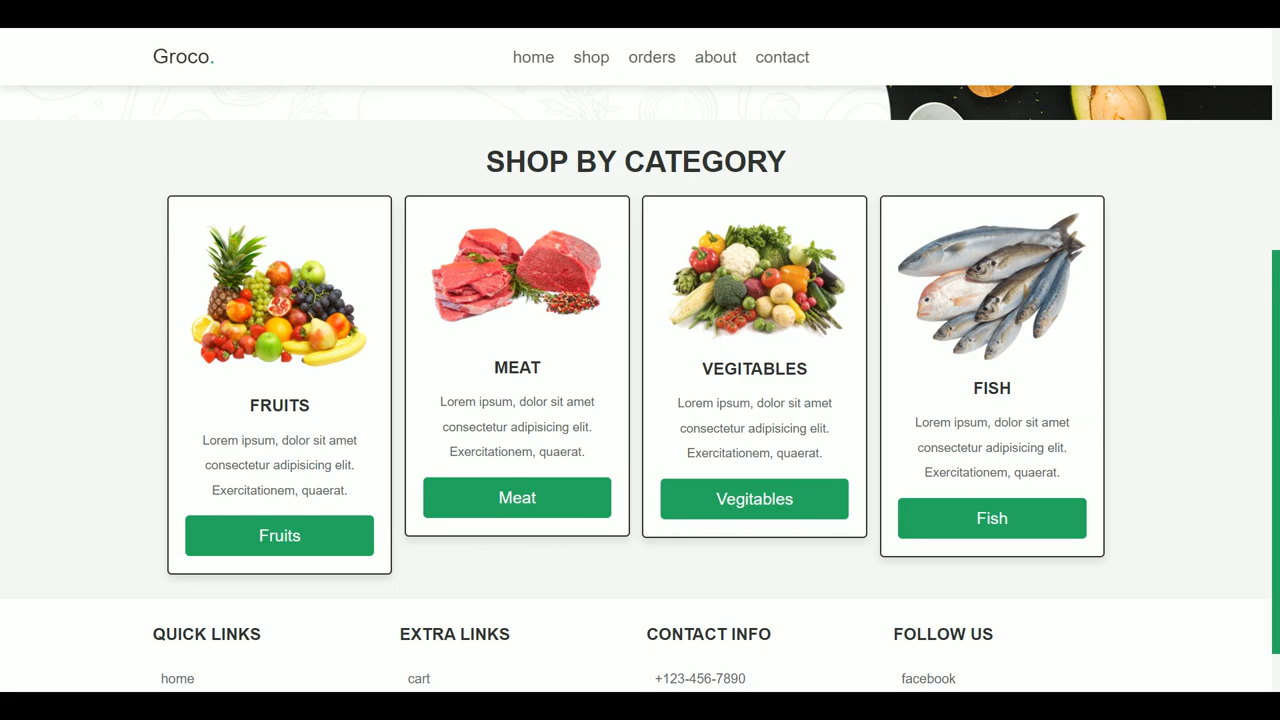 Groco.
home shop orders about contact
SHOP BY CATEGORY
FRUITS
Lorem ipsum, dolor sit amet
consectetur adipisicing elit.
Exercitationem, quaerat.
Fruits
MEAT
Lorem ipsum, dolor sit amet
consectetur adipisicing elit.
Exercitationem, quaerat.
Meat
VEGITABLES
Lorem ipsum, dolor sit amet
consectetur adipisicing elit.
Exercitationem, quaerat.
Vegitables
FISH
Lorem ipsum, dolor sit amet
consectetur adipisicing elit.
Exercitationem, quaerat.
Fish
QUICK LINKS
home
EXTRA LINKS
cart
CONTACT INFO
+123-456-7890
FOLLOW US
facebook